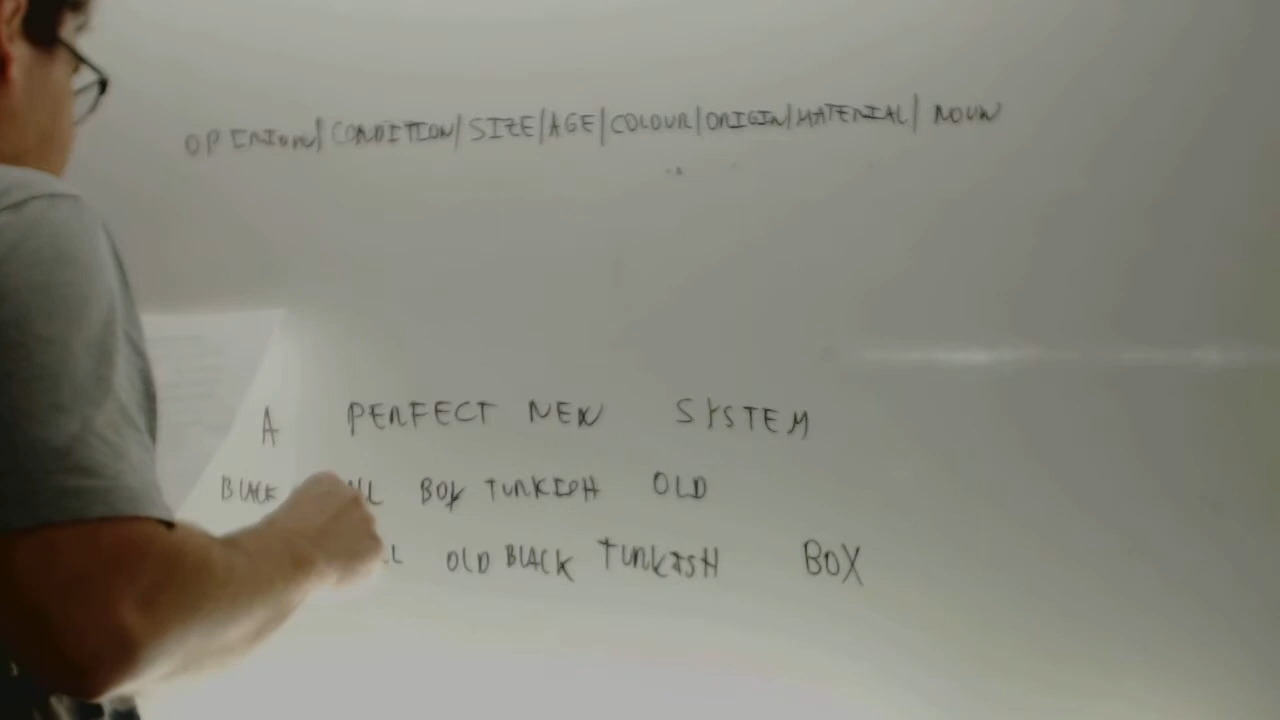 OPINION/CONDITION/SIZE/AGE/COLOUR/ORIGIN/MATERIAL/NOUN
A PERFECT NEW SYSTEM
BLACK BOX TURKISH OLD
OLD BLACK TURKISH BOX